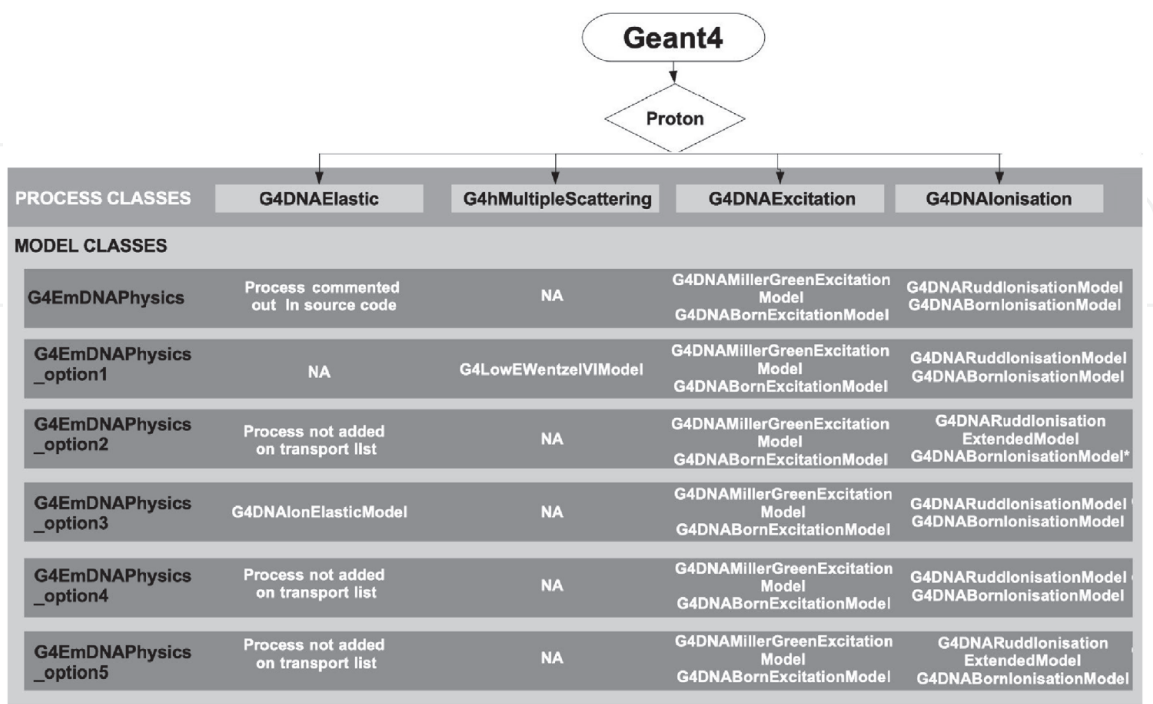 Geant4
Proton
PROCESS CLASSES
G4DNAElastic
G4hMultipleScattering
G4DNAExcitation
G4DNAIonisation
MODEL CLASSES
G4EmDNAPhysics
Process commented
out In source code
NA
G4DNAMillerGreenExcitation
Model
G4DNABornExcitationModel
G4DNARuddIonisationModel
G4DNABornIonisationModel
G4EmDNAPhysics
_option1
NA
G4LowEWentzelVIModel
G4DNAMillerGreenExcitation
Model
G4DNABornExcitationModel
G4DNARuddIonisationModel
G4DNABornIonisationModel
G4EmDNAPhysics
_option2
Process not added
on transport list
NA
G4DNAMillerGreenExcitation
Model
G4DNABornExcitationModel
G4DNARuddIonisation
ExtendedModel
G4DNABornIonisationModel*
G4EmDNAPhysics
_option3
G4DNAIonElasticModel
NA
G4DNAMillerGreenExcitation
Model
G4DNABornExcitationModel
G4DNARuddIonisationModel
G4DNABornIonisationModel
G4EmDNAPhysics
_option4
Process not added
on transport list
NA
G4DNAMillerGreenExcitation
Model
G4DNABornExcitationModel
G4DNARuddIonisationModel
G4DNABornIonisationModel
G4EmDNAPhysics
_option5
Process not added
on transport list
NA
G4DNAMillerGreenExcitation
Model
G4DNABornExcitationModel
G4DNARuddIonisation
ExtendedModel
G4DNABornIonisationModel